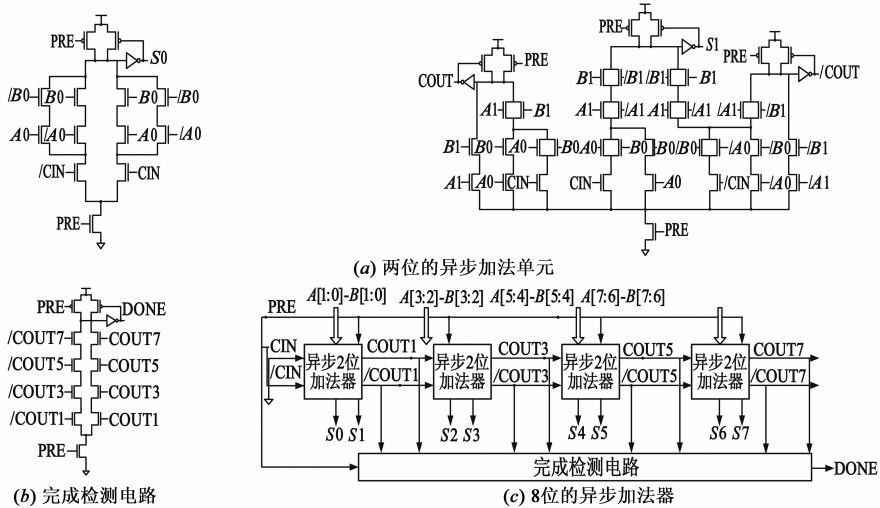 PRE S0
/B0 B0 B0 /B0
A0 /A0 A0 /A0
/CIN CIN
PRE
PRE S1
COUT PRE PRE /COUT
B1 /B1 /B1 B1
A1 B1 A1 /A1 A1 /A1 /A1 /B1
B1 B0 A0 B0 A0 B0 B0 /B0 /A0 /B0 /B1
A1 A0 CIN CIN A0 /CIN /A0 /A1
PRE
(a) 两位的异步加法单元
PRE DONE
/COUT7 COUT7
/COUT5 COUT5
/COUT3 COUT3
/COUT1 COUT1
PRE
(b) 完成检测电路
PRE A[1:0]-B[1:0] A[3:2]-B[3:2] A[5:4]-B[5:4] A[7:6]-B[7:6]
CIN 异步2位加法器 COUT1 异步2位加法器 COUT3 异步2位加法器 COUT5 异步2位加法器 COUT7
/CIN /COUT1 /COUT3 /COUT5 /COUT7
S0 S1 S2 S3 S4 S5 S6 S7
完成检测电路 DONE
(c) 8位的异步加法器